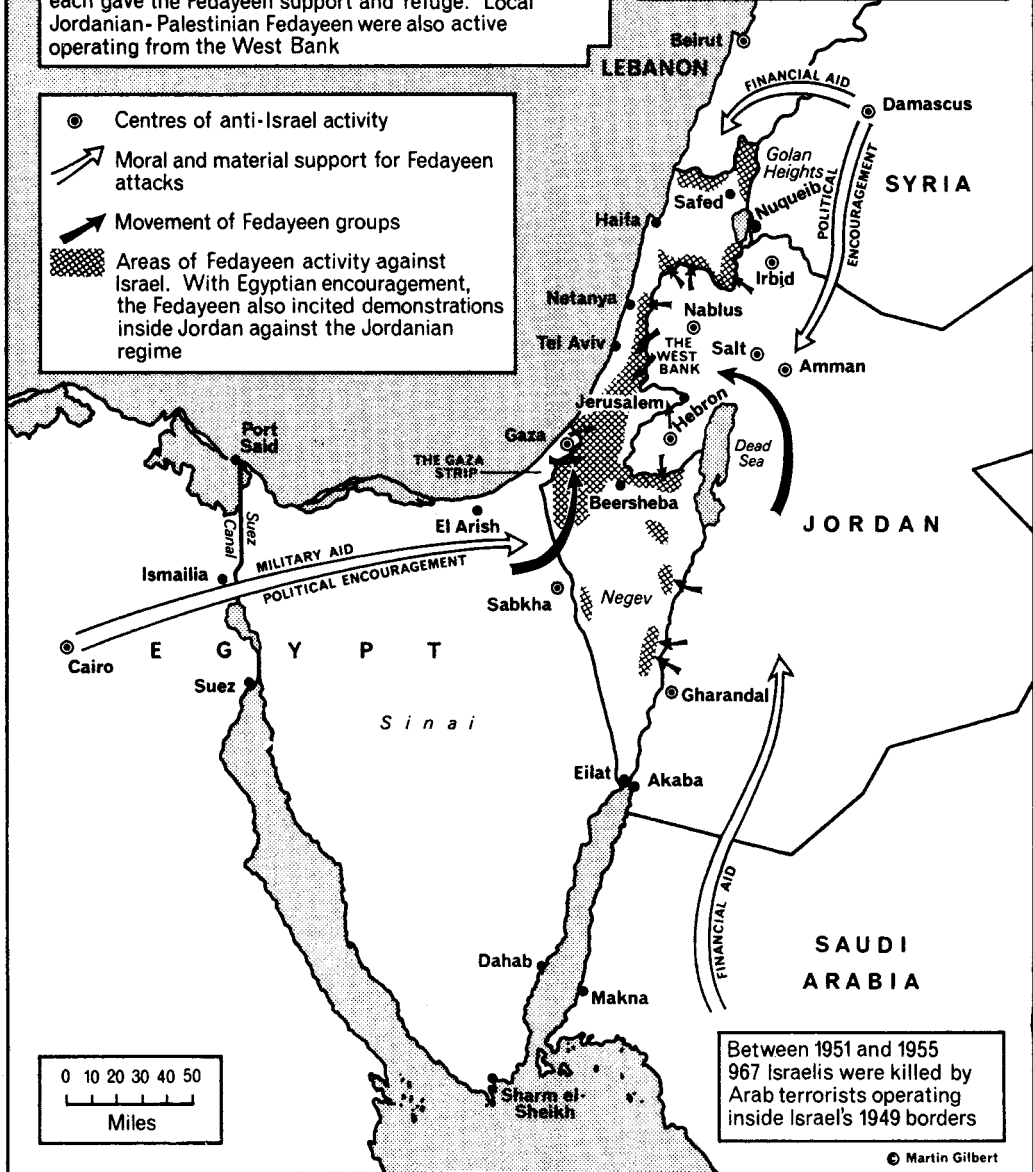 each gave the Fedayeen support and refuge. Local
Jordanian-Palestinian Fedayeen were also active
operating from the West Bank
Centres of anti-Israel activity
Moral and material support for Fedayeen
attacks
Movement of Fedayeen groups
Areas of Fedayeen activity against
Israel. With Egyptian encouragement,
the Fedayeen also incited demonstrations
inside Jordan against the Jordanian
regime
Beirut
LEBANON
FINANCIAL AID
Damascus
Golan
Heights
SYRIA
Safed
Nuqueib
POLITICAL
ENCOURAGEMENT
Haifa
Irbid
Netanya
Nablus
Tel Aviv
THE
WEST
BANK
Salt
Amman
Jerusalem
Hebron
Port
Said
Gaza
THE GAZA
STRIP
Dead
Sea
Beersheba
El Arish
JORDAN
Suez
Canal
MILITARY AID
POLITICAL ENCOURAGEMENT
Ismailia
Sabkha
Negev
Cairo
EGYPT
Suez
Gharandal
Sinai
Eilat
Akaba
FINANCIAL AID
SAUDI
ARABIA
Dahab
Makna
Sharm el-
Sheikh
0 10 20 30 40 50
Miles
Between 1951 and 1955
967 Israelis were killed by
Arab terrorists operating
inside Israel's 1949 borders
© Martin Gilbert